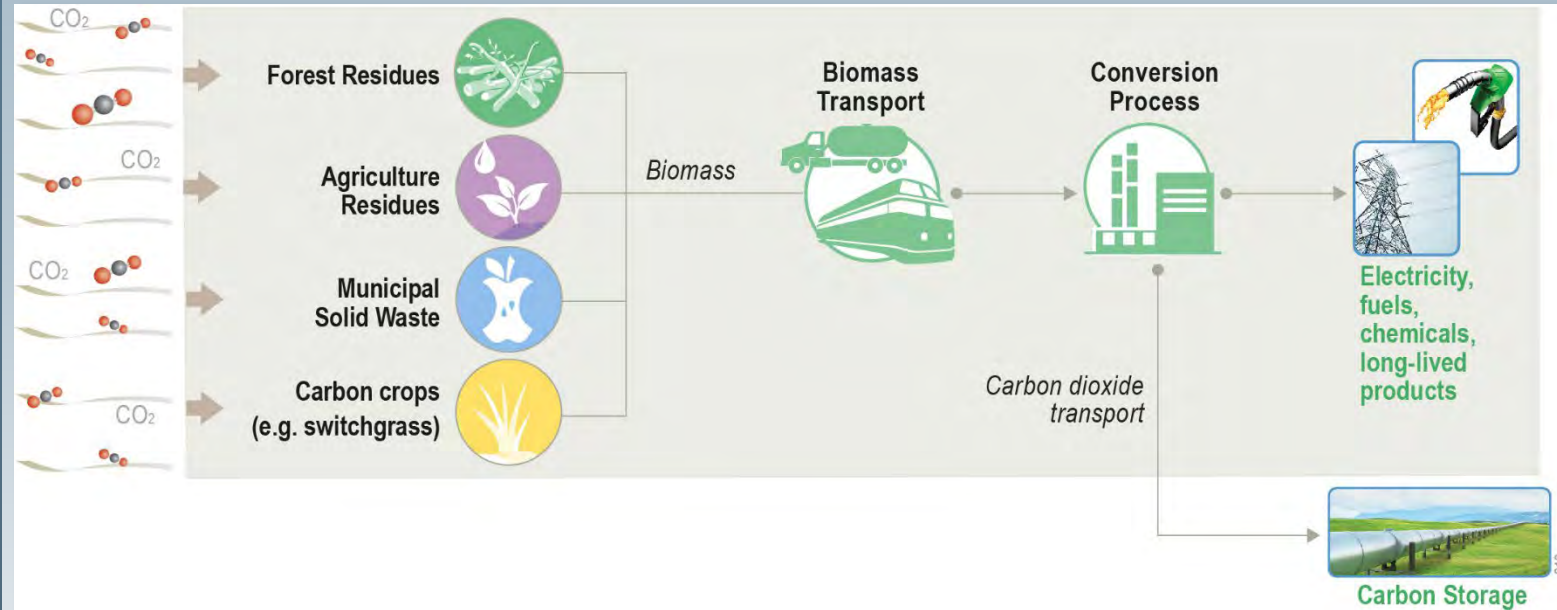 CO₂
Forest Residues
CO₂
Agriculture
Residues
CO₂
Municipal
Solid Waste
Carbon crops
(e.g. switchgrass)
CO₂
Biomass
Biomass
Transport
Conversion
Process
Electricity,
fuels,
chemicals,
long-lived
products
Carbon dioxide
transport
Carbon Storage